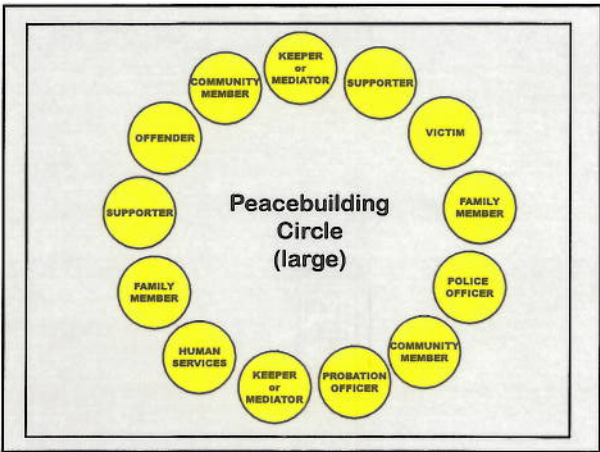 KEEPER
or
MEDIATOR
SUPPORTER
VICTIM
FAMILY
MEMBER
POLICE
OFFICER
COMMUNITY
MEMBER
PROBATION
OFFICER
KEEPER
or
MEDIATOR
HUMAN
SERVICES
FAMILY
MEMBER
SUPPORTER
OFFENDER
COMMUNITY
MEMBER
Peacebuilding
Circle
(large)